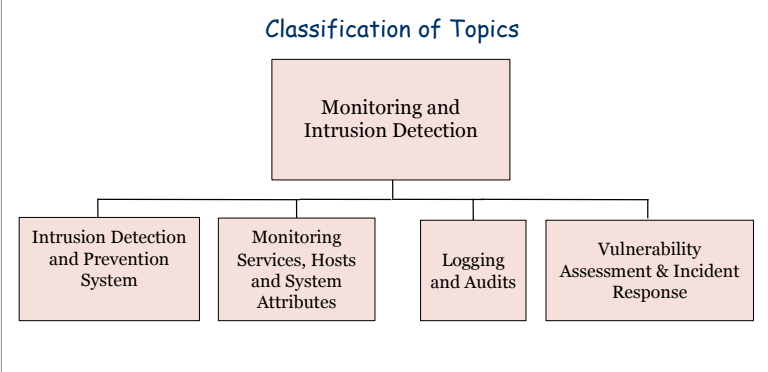 Classification of Topics
Monitoring and
Intrusion Detection
Intrusion Detection
and Prevention
System
Monitoring
Services, Hosts
and System
Attributes
Logging
and Audits
Vulnerability
Assessment & Incident
Response